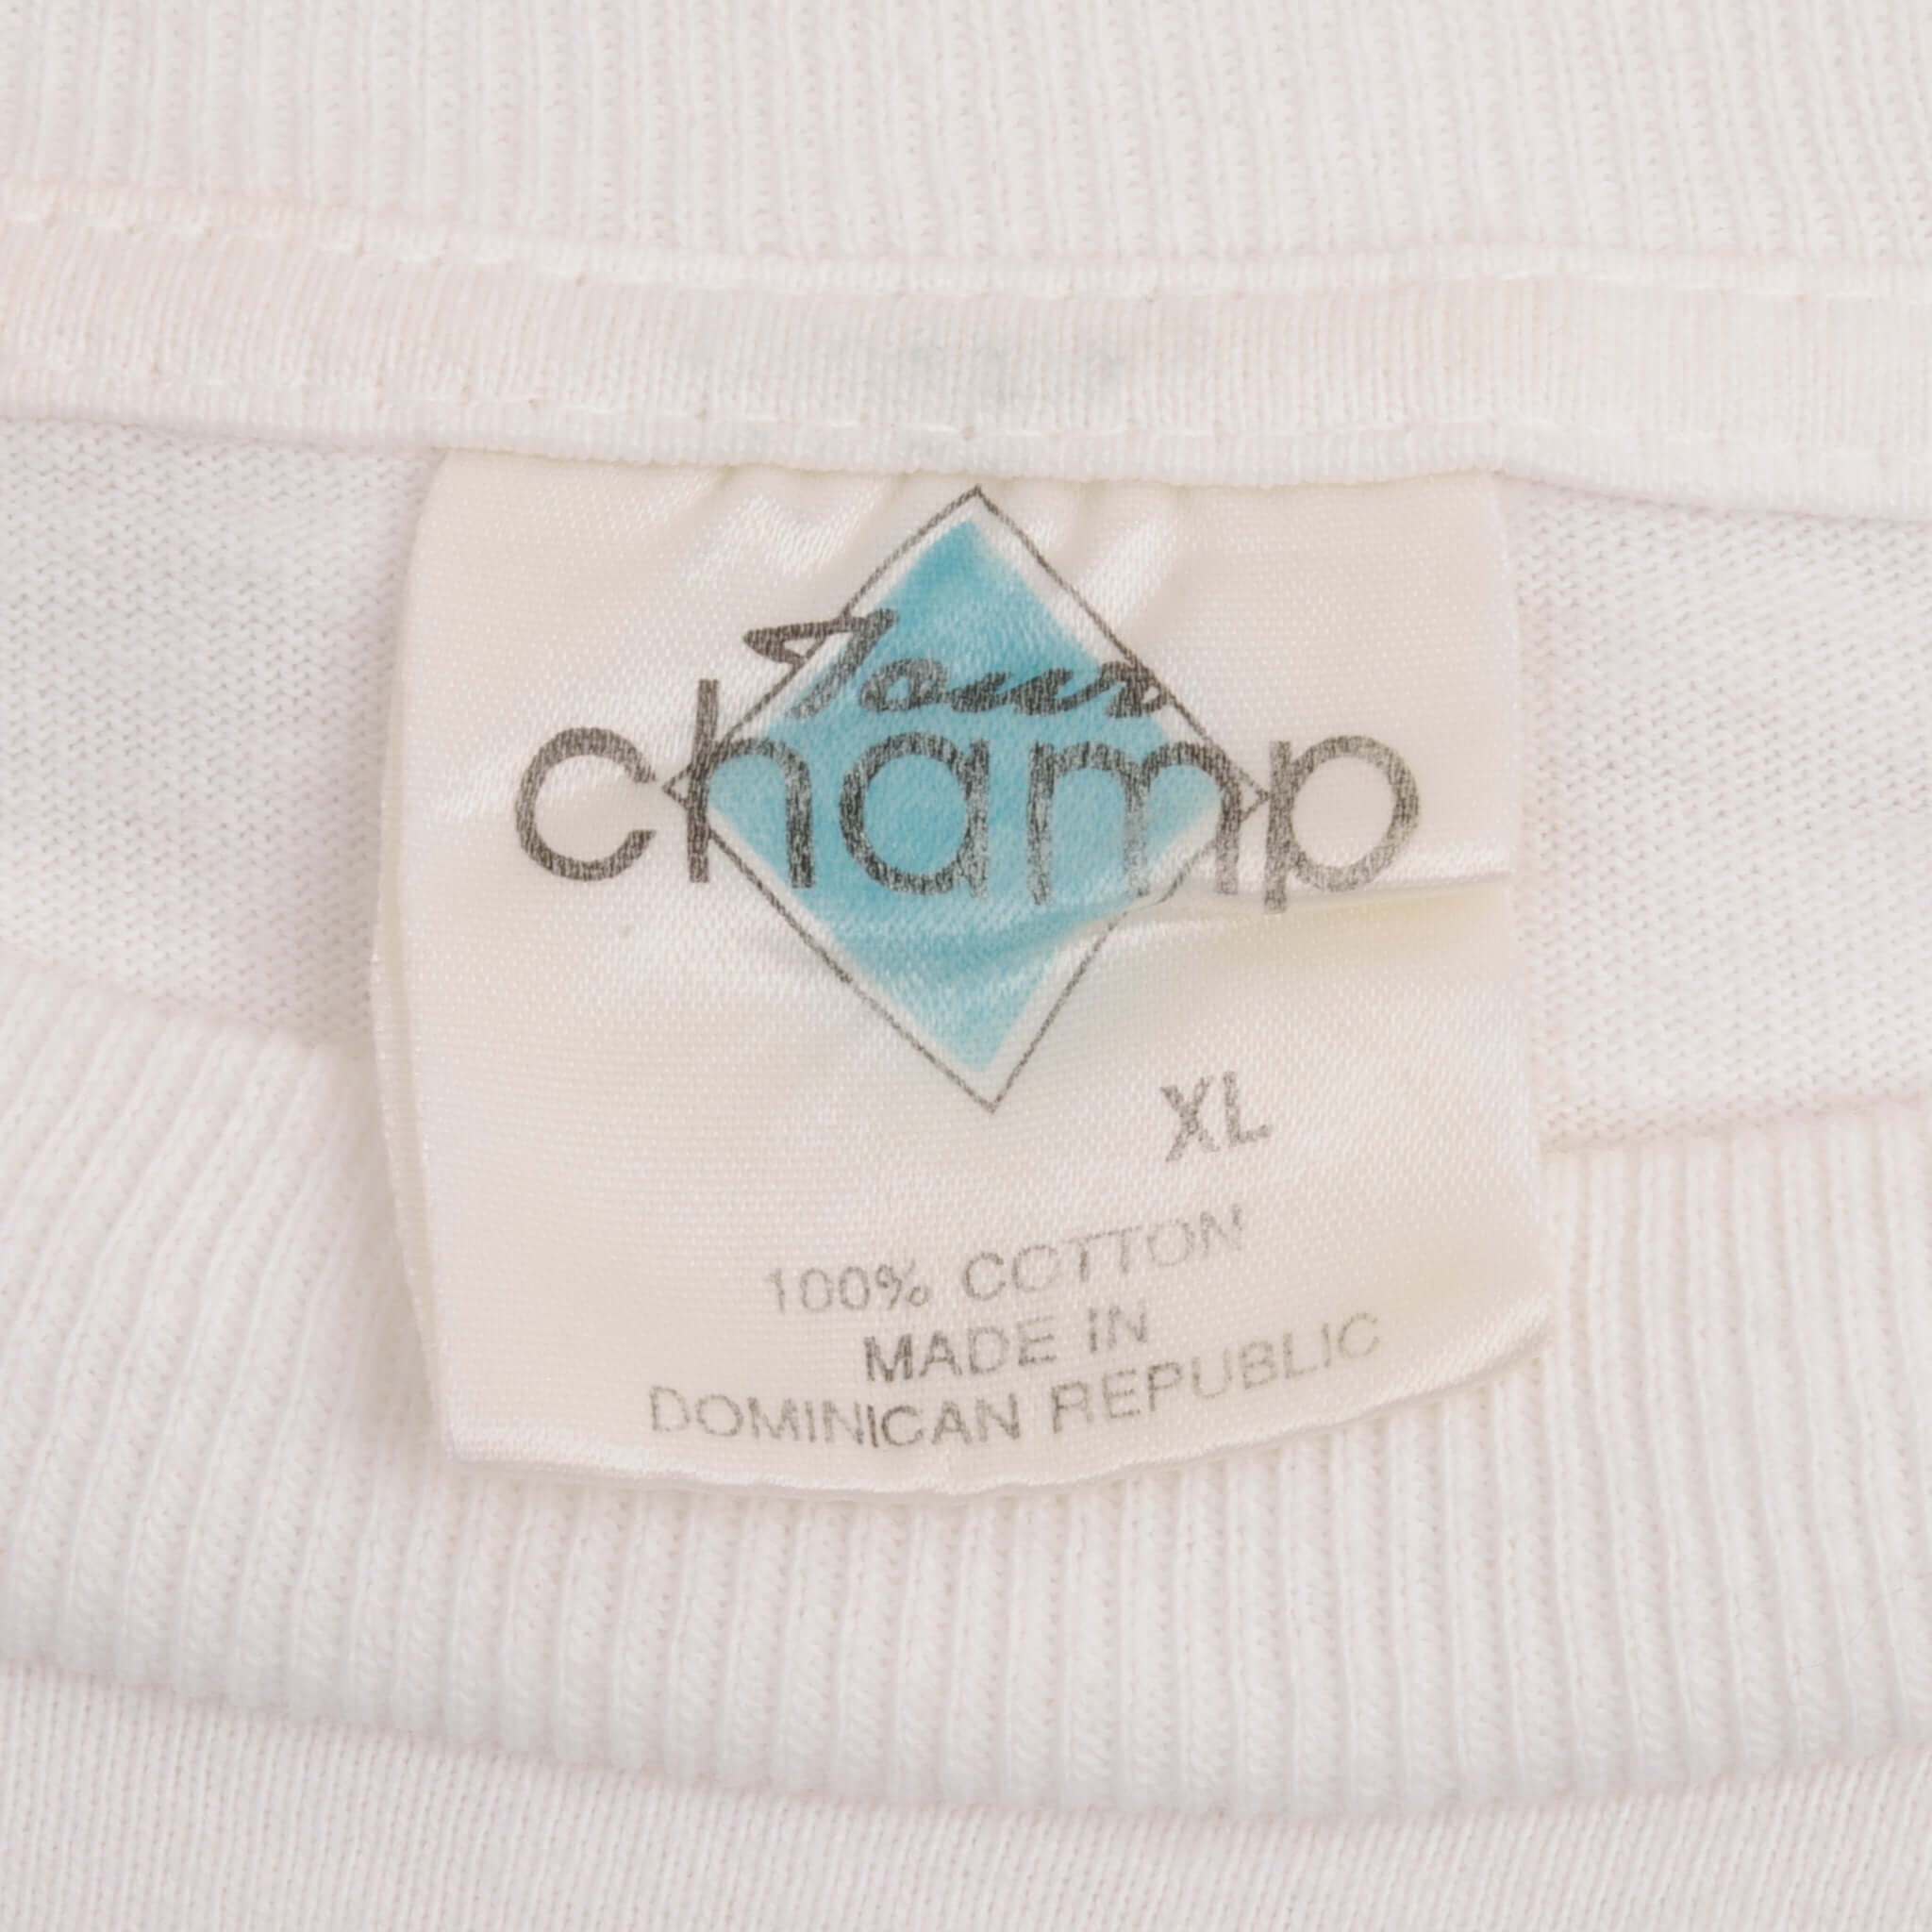 Tour
champ
XL
100% COTTON
MADE IN
DOMINICAN REPUBLIC